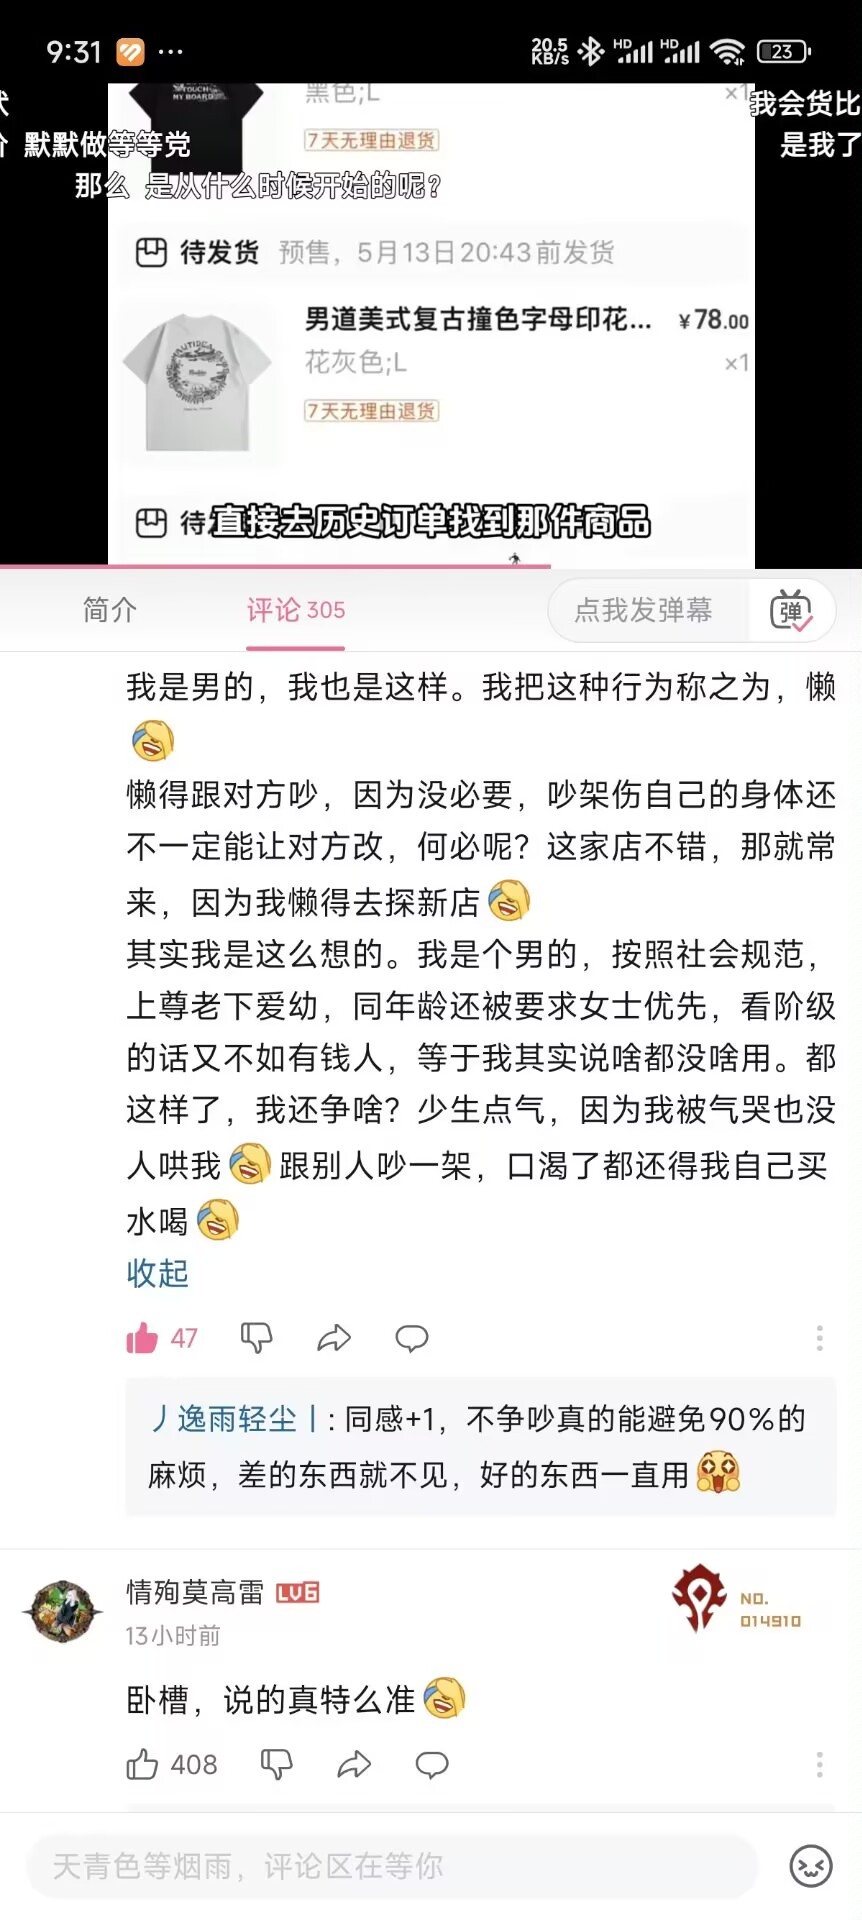 9:31
20.5 KB/s
HD
HD
23
TOUCH
MY BOARD
黑色;L
×1
我会货比
7天无理由退货
默默做等等党
是我了
那么 是从什么时候开始的呢?
待发货 预售，5月13日20:43前发货
男道美式复古撞色字母印花... ¥78.00
花灰色;L
×1
7天无理由退货
直接去历史订单找到那件商品
简介
评论 305
点我发弹幕
弹
我是男的，我也是这样。我把这种行为称之为，懒
懒得跟对方吵，因为没必要，吵架伤自己的身体还
不一定能让对方改，何必呢？这家店不错，那就常
来，因为我懒得去探新店
其实我是这么想的。我是个男的，按照社会规范，
上尊老下爱幼，同年龄还被要求女士优先，看阶级
的话又不如有钱人，等于我其实说啥都没啥用。都
这样了，我还争啥？少生点气，因为我被气哭也没
人哄我 跟别人吵一架，口渴了都还得我自己买
水喝
收起
47
丿逸雨轻尘丨: 同感+1，不争吵真的能避免90%的
麻烦，差的东西就不见，好的东西一直用
情殉莫高雷 LV6
NO.
014910
13小时前
卧槽，说的真特么准
408
天青色等烟雨，评论区在等你